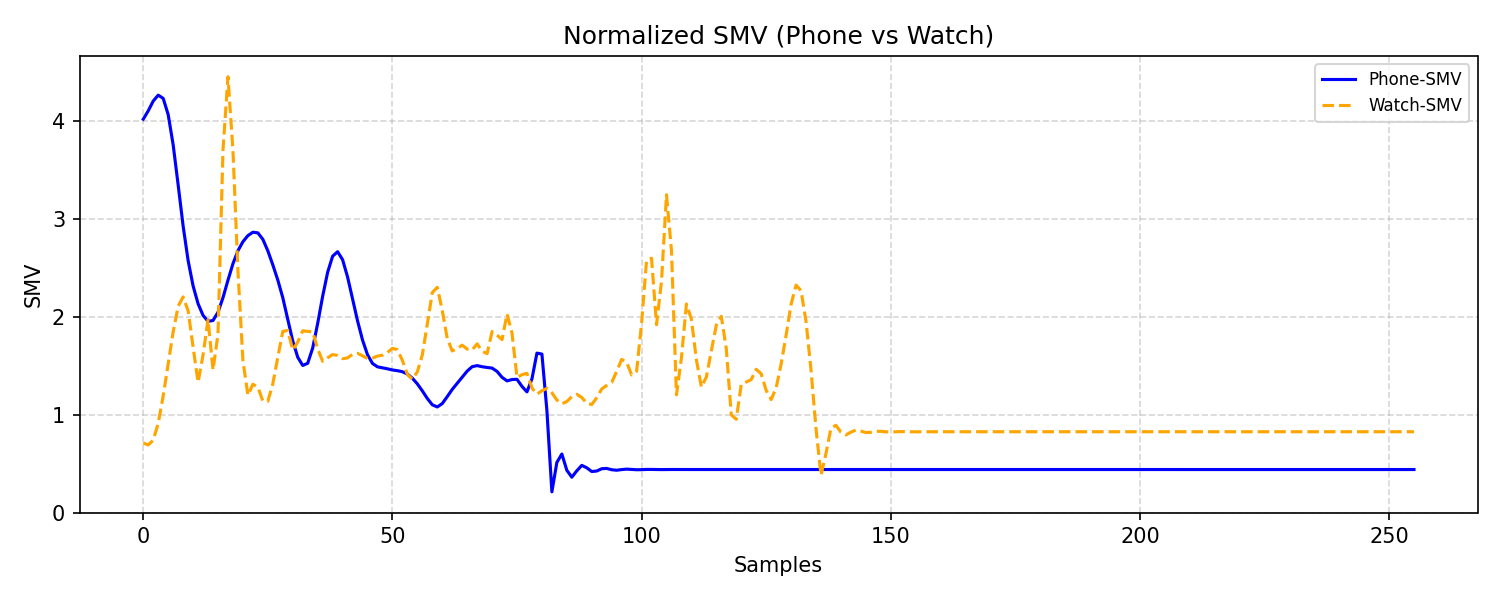 Normalized SMV (Phone vs Watch)
Phone-SMV
Watch-SMV
4
3
2
1
0
SMV
0 50 100 150 200 250
Samples